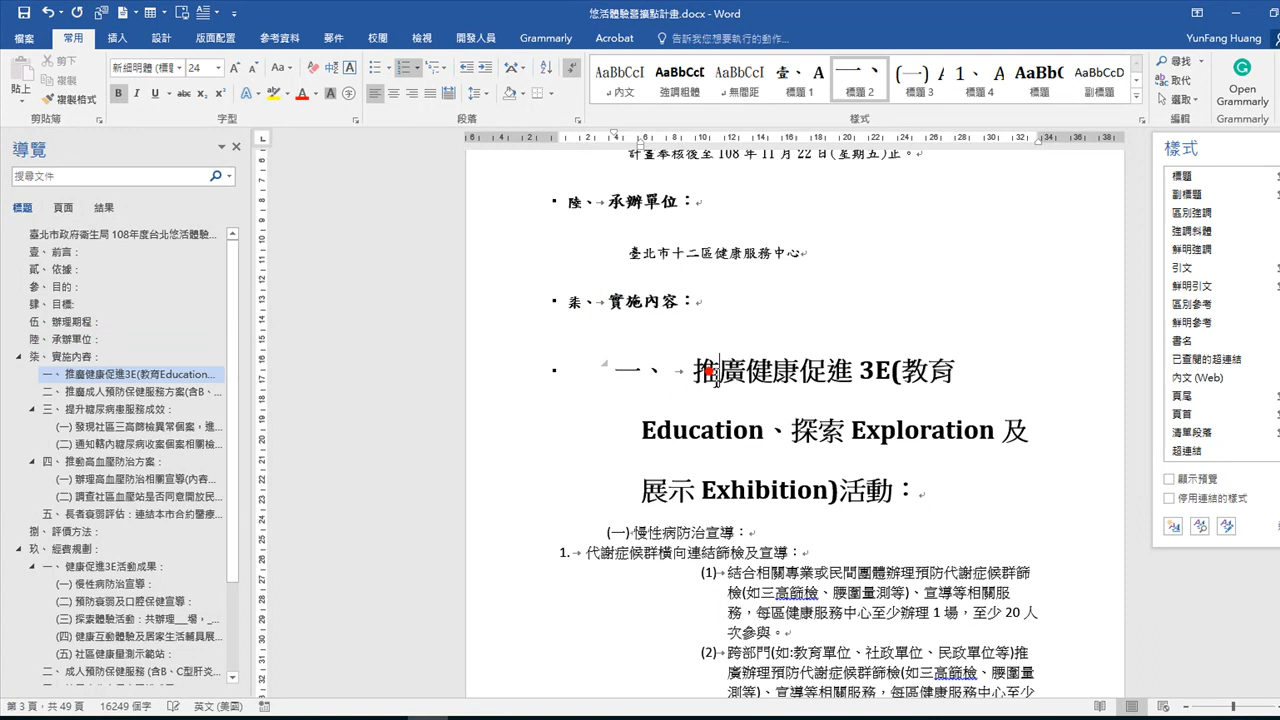 悠活體驗營擴點計畫.docx - Word
檔案 常用 插入 設計 版面配置 參考資料 郵件 校閱 檢視 開發人員 Grammarly Acrobat 告訴我您想要執行的動作... YunFang Huang
貼上 剪下 複製 複製格式 剪貼簿
新細明體 (標題) 24 字型
段落
AaBbCcI 內文
AaBbCcI 強調粗體
AaBbCcI 無間距
壹、 A 標題 1
一、 標題 2
(一) A 標題 3
1、 A 標題 4
AaBb( 標題
AaBbCcI 副標題
樣式
尋找 取代 選取 編輯
Open Grammarly
Grammarly
導覽
搜尋文件
標題 頁面 結果
臺北市政府衛生局 108年度台北悠活體驗...
壹、 前言:
貳、 依據:
參、 目的:
肆、 目標:
伍、 辦理期程:
陸、 承辦單位:
柒、 實施內容:
一、 推廣健康促進3E(教育Education...
二、 推廣成人預防保健服務方案(含B、...
三、 提升糖尿病患服務成效:
(一) 發現社區三高篩檢異常個案,進...
(二) 通知轄內糖尿病收案個案相關檢...
四、 推動高血壓防治方案:
(一) 辦理高血壓防治相關宣導(內容...
(二) 調查社區血壓站是否同意開放民...
五、 長者衰弱評估:連結本市合約醫療...
捌、 評價方法:
玖、 經費規劃:
一、 健康促進3E活動成果:
(一) 慢性病防治宣導:
(二) 預防衰弱及口腔保健宣導:
(三) 探索體驗活動:共辦理___場,_...
(四) 健康互動體驗及居家生活輔具展...
(五) 社區健康量測示範站:
二、 成人預防保健服務 (含B、C型肝炎...
計畫奉核後至 108 年 11 月 22 日(星期五)止。
陸、 承辦單位:
臺北市十二區健康服務中心
柒、 實施內容:
一、 推廣健康促進 3E(教育
Education、探索 Exploration 及
展示 Exhibition)活動:
(一) 慢性病防治宣導:
1. 代謝症候群橫向連結篩檢及宣導:
(1) 結合相關專業或民間團體辦理預防代謝症候群篩
檢(如三高篩檢、腰圍量測等)、宣導等相關服
務,每區健康服務中心至少辦理 1 場,至少 20 人
次參與。
(2) 跨部門(如:教育單位、社政單位、民政單位等)推
廣辦理預防代謝症候群篩檢(如三高篩檢、腰圍量
測等)、宣導等相關服務,每區健康服務中心至少
樣式
標題
副標題
區別強調
強調斜體
鮮明強調
引文
鮮明引文
區別參考
鮮明參考
書名
已查閱的超連結
內文 (Web)
頁尾
頁首
清單段落
超連結
顯示預覽
停用連結的樣式
第 3 頁,共 49 頁 16249 個字 英文 (美國)